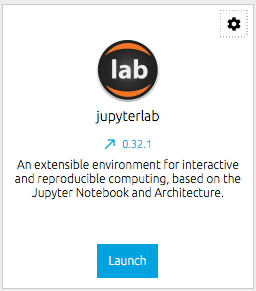 lab
jupyterlab
0.32.1
An extensible environment for interactive
and reproducible computing, based on the
Jupyter Notebook and Architecture.
Launch